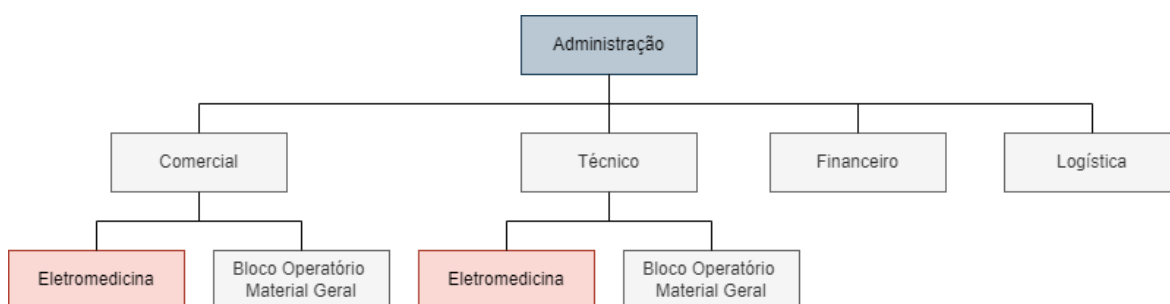 Administração
Comercial
Técnico
Financeiro
Logística
Eletromedicina
Bloco Operatório
Material Geral
Eletromedicina
Bloco Operatório
Material Geral